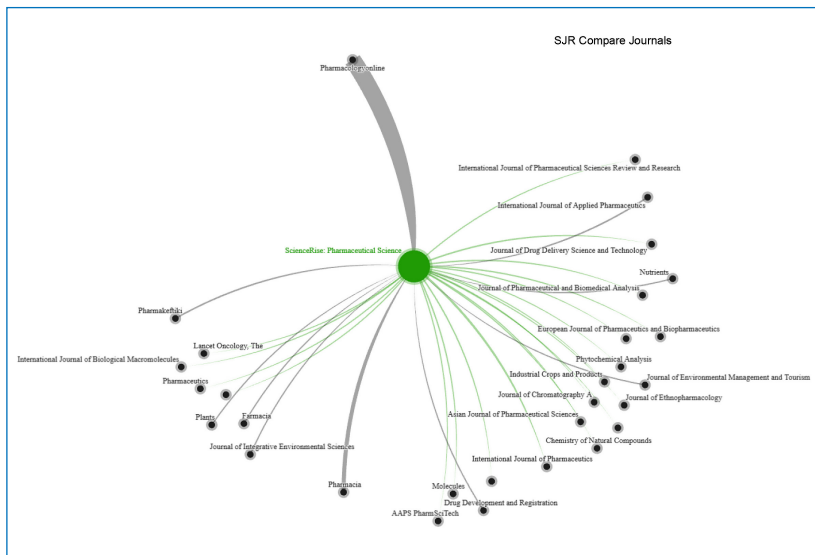 SJR Compare Journals
Pharmacologyonline
International Journal of Pharmaceutical Sciences Review and Research
International Journal of Applied Pharmaceutics
ScienceRise: Pharmaceutical Science
Journal of Drug Delivery Science and Technology
Nutrients
Journal of Pharmaceutical and Biomedical Analysis
Pharmakeftiki
European Journal of Pharmaceutics and Biopharmaceutics
Lancet Oncology, The
International Journal of Biological Macromolecules
Phytochemical Analysis
Industrial Crops and Products
Journal of Environmental Management and Tourism
Pharmaceutics
Journal of Chromatography A
Journal of Ethnopharmacology
Plants
Farmacia
Asian Journal of Pharmaceutical Sciences
Journal of Integrative Environmental Sciences
Chemistry of Natural Compounds
International Journal of Pharmaceutics
Pharmacia
Molecules
Drug Development and Registration
AAPS PharmSciTech